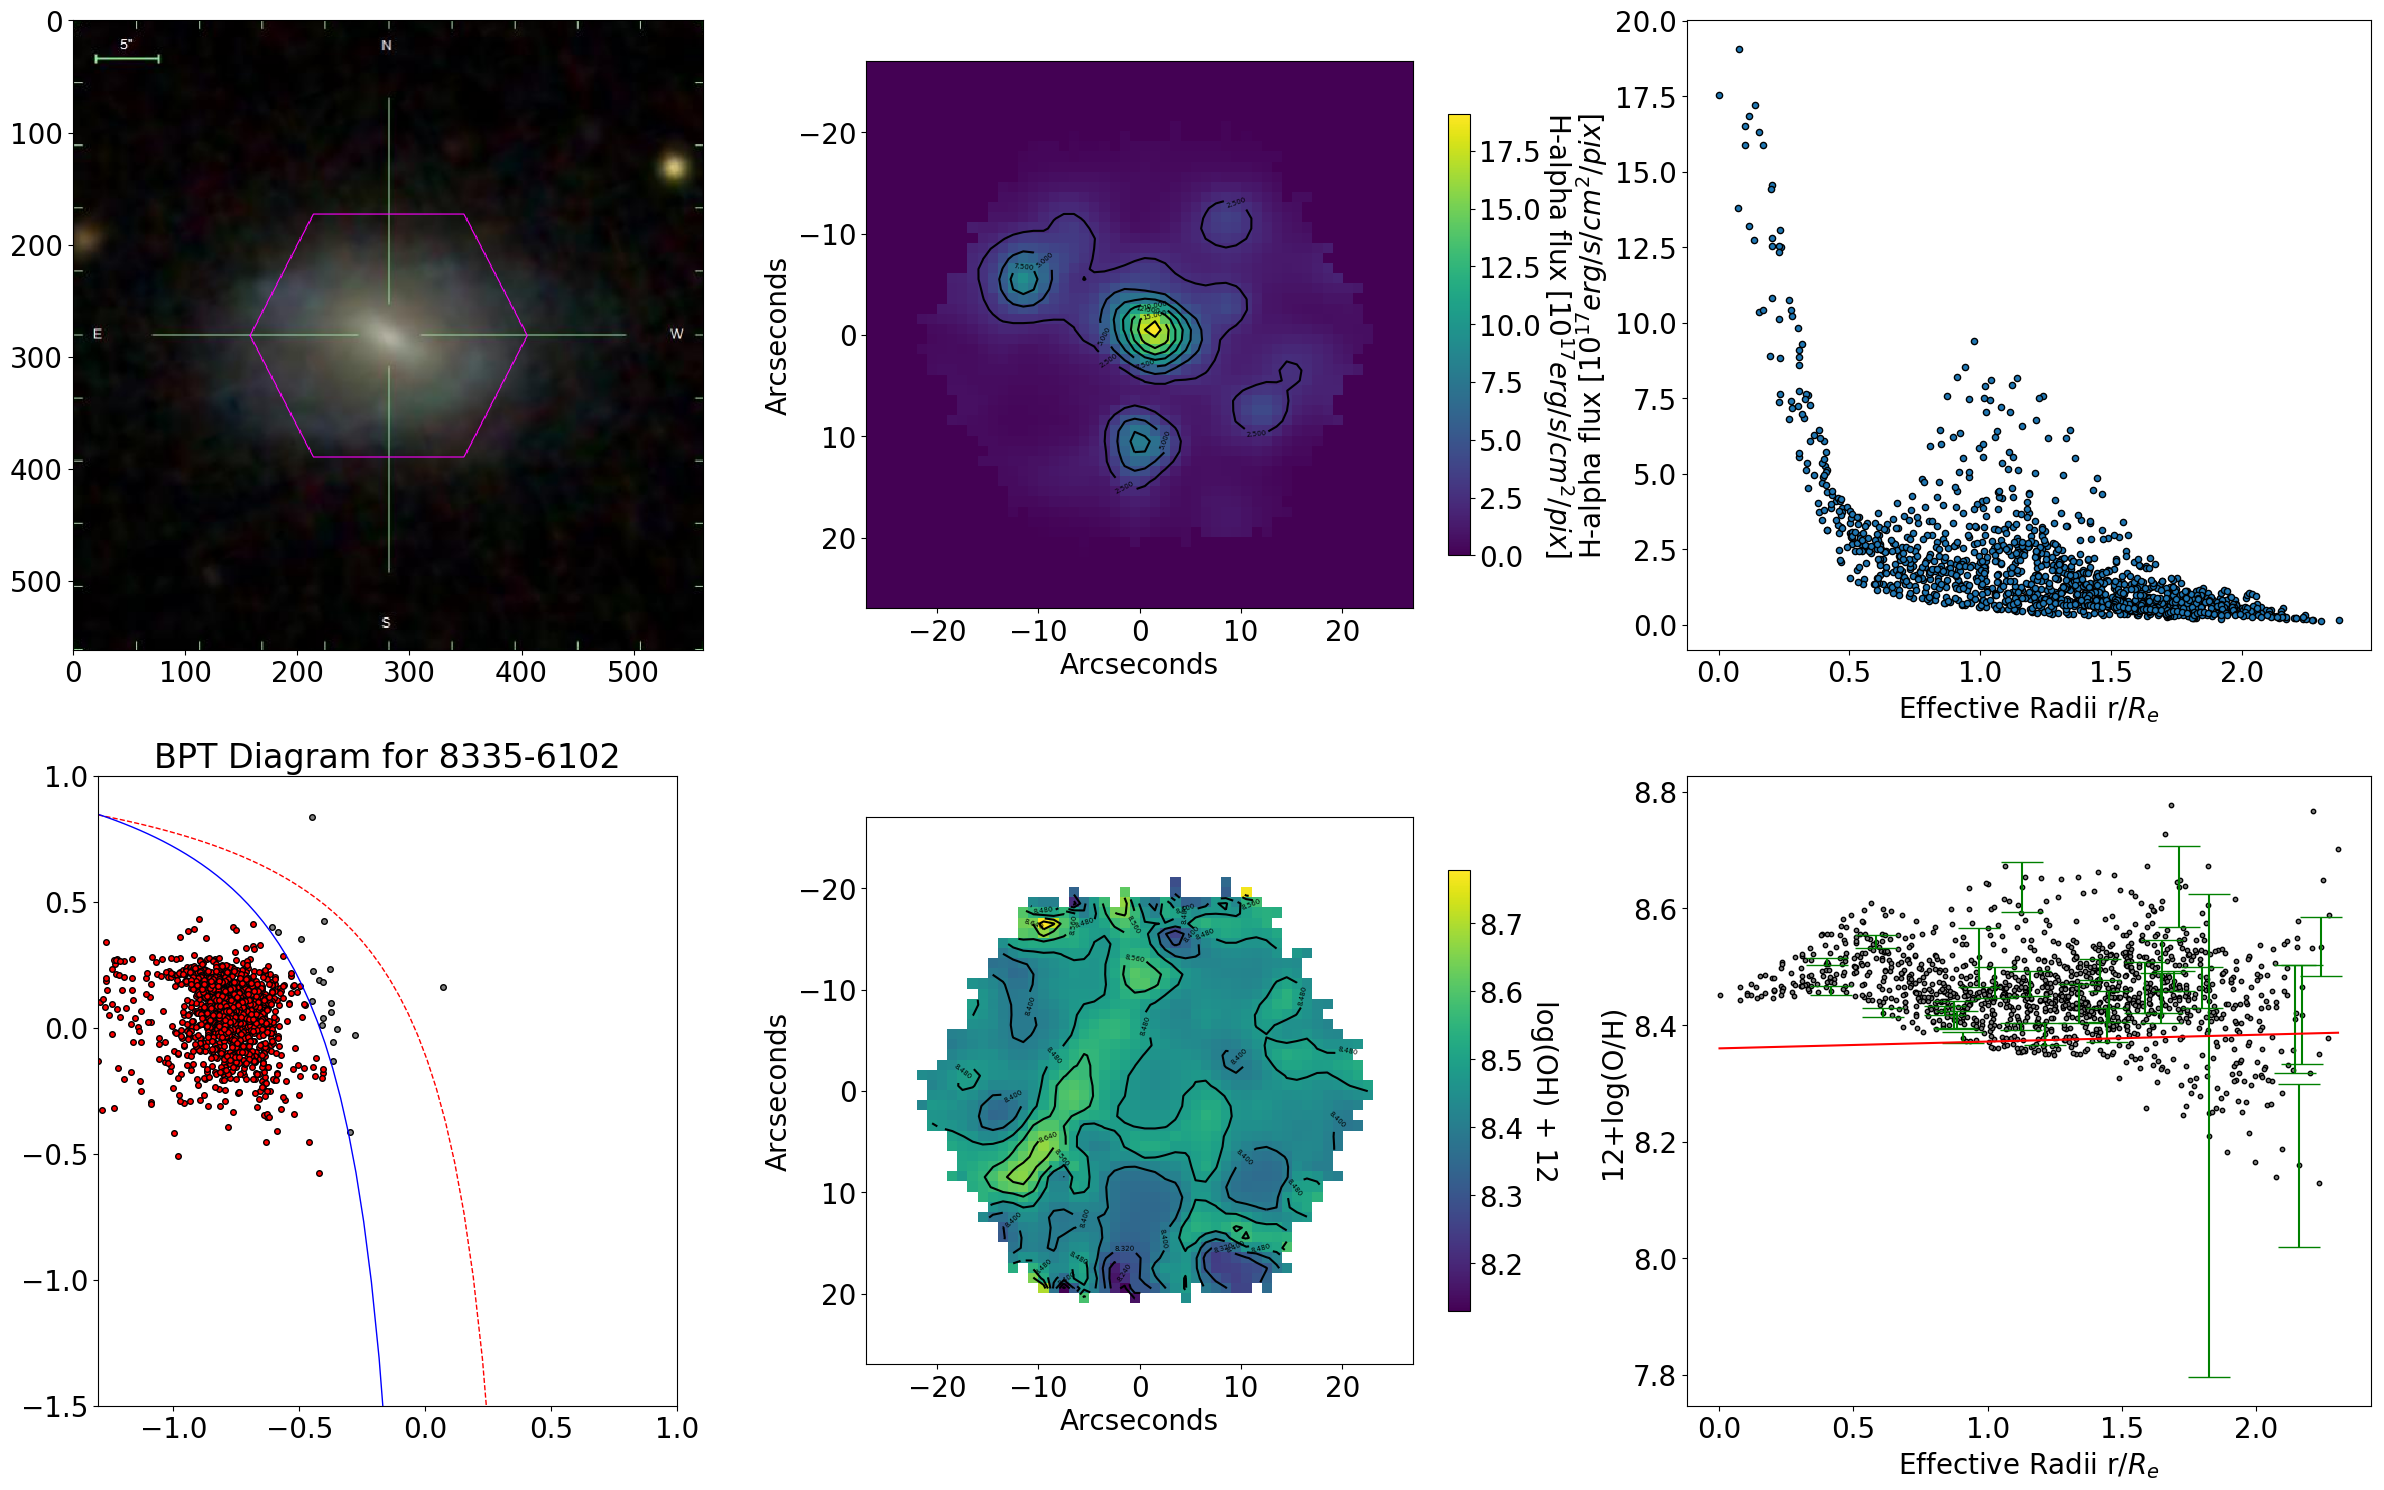 0
100
200
300
400
500
0 100 200 300 400 500
5"
N
E
W
S
−20
−10
0
10
20
−20 −10 0 10 20
Arcseconds
Arcseconds
17.5
15.0
12.5
10.0
7.5
5.0
2.5
0.0
H-alpha flux [10^17 erg/s/cm^2/pix]
H-alpha flux [10^17 erg/s/cm^2/pix]
20.0
17.5
15.0
12.5
10.0
7.5
5.0
2.5
0.0
0.0 0.5 1.0 1.5 2.0
Effective Radii r/R_e
BPT Diagram for 8335-6102
1.0
0.5
0.0
−0.5
−1.0
−1.5
−1.0 −0.5 0.0 0.5 1.0
−20
−10
0
10
20
−20 −10 0 10 20
Arcseconds
Arcseconds
8.7
8.6
8.5
8.4
8.3
8.2
log(OH) + 12
12+log(O/H)
8.8
8.6
8.4
8.2
8.0
7.8
0.0 0.5 1.0 1.5 2.0
Effective Radii r/R_e